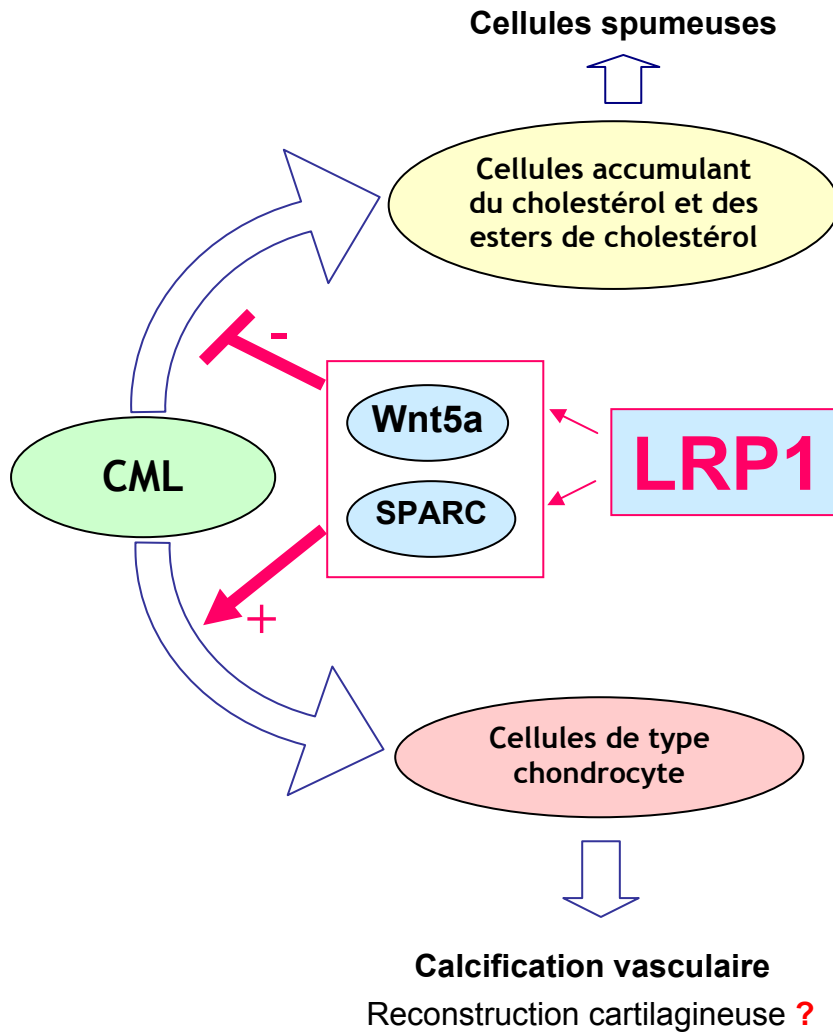 Cellules spumeuses
Cellules accumulant
du cholestérol et des
esters de cholestérol
-
Wnt5a
LRP1
CML
SPARC
+
Cellules de type
chondrocyte
Calcification vasculaire
Reconstruction cartilagineuse ?